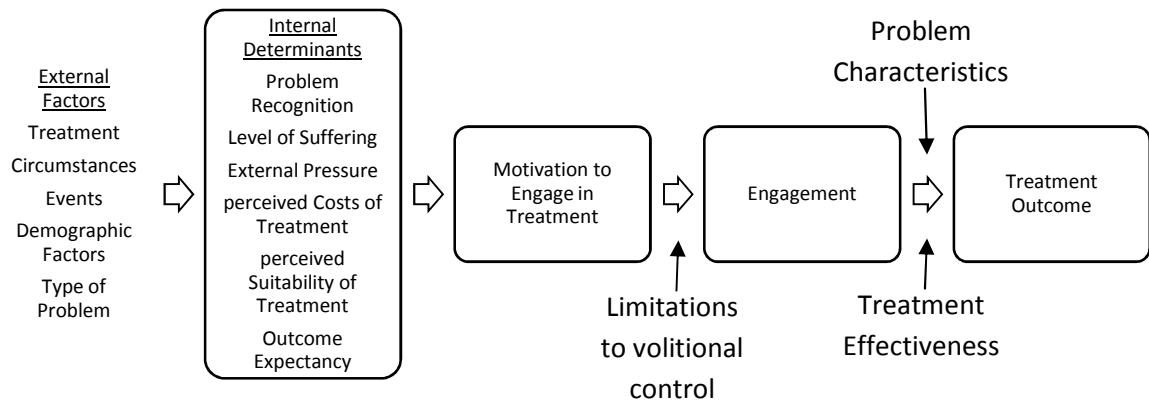 External
Factors
Treatment
Circumstances
Events
Demographic
Factors
Type of
Problem
Internal
Determinants
Problem
Recognition
Level of Suffering
External Pressure
perceived Costs of
Treatment
perceived
Suitability of
Treatment
Outcome
Expectancy
Motivation to
Engage in
Treatment
Limitations
to volitional
control
Engagement
Problem
Characteristics
Treatment
Effectiveness
Treatment
Outcome